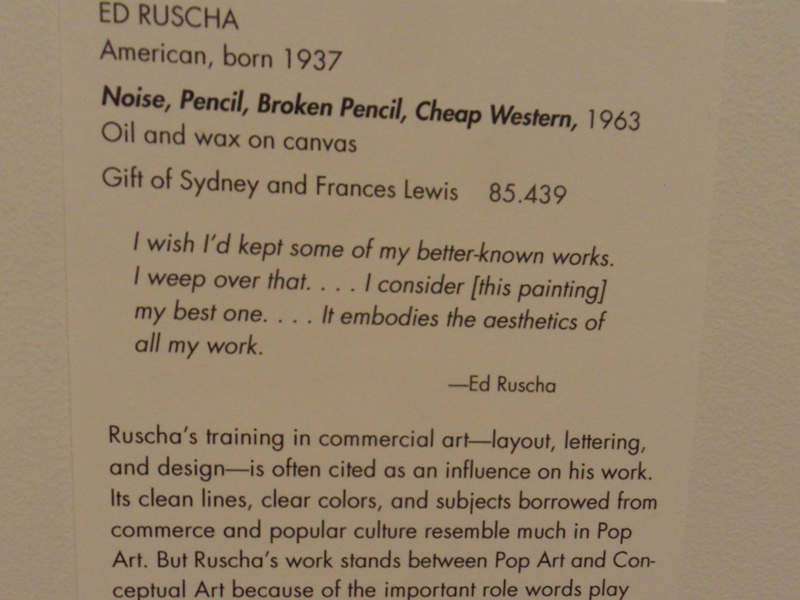 ED RUSCHA
American, born 1937
Noise, Pencil, Broken Pencil, Cheap Western, 1963
Oil and wax on canvas
Gift of Sydney and Frances Lewis 85.439
I wish I'd kept some of my better-known works.
I weep over that. . . . I consider [this painting]
my best one. . . . It embodies the aesthetics of
all my work.
—Ed Ruscha
Ruscha's training in commercial art—layout, lettering,
and design—is often cited as an influence on his work.
Its clean lines, clear colors, and subjects borrowed from
commerce and popular culture resemble much in Pop
Art. But Ruscha's work stands between Pop Art and Con-
ceptual Art because of the important role words play